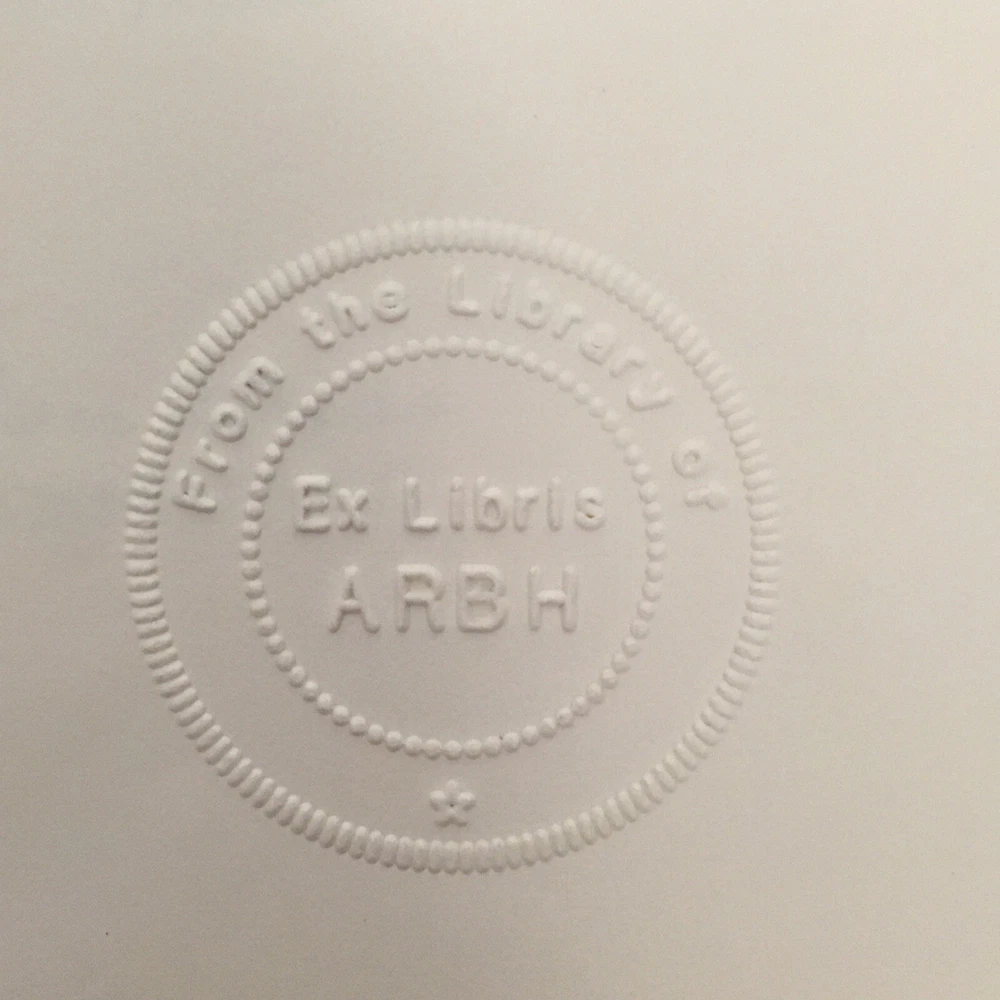 From the Library of
Ex Libris
ARBH